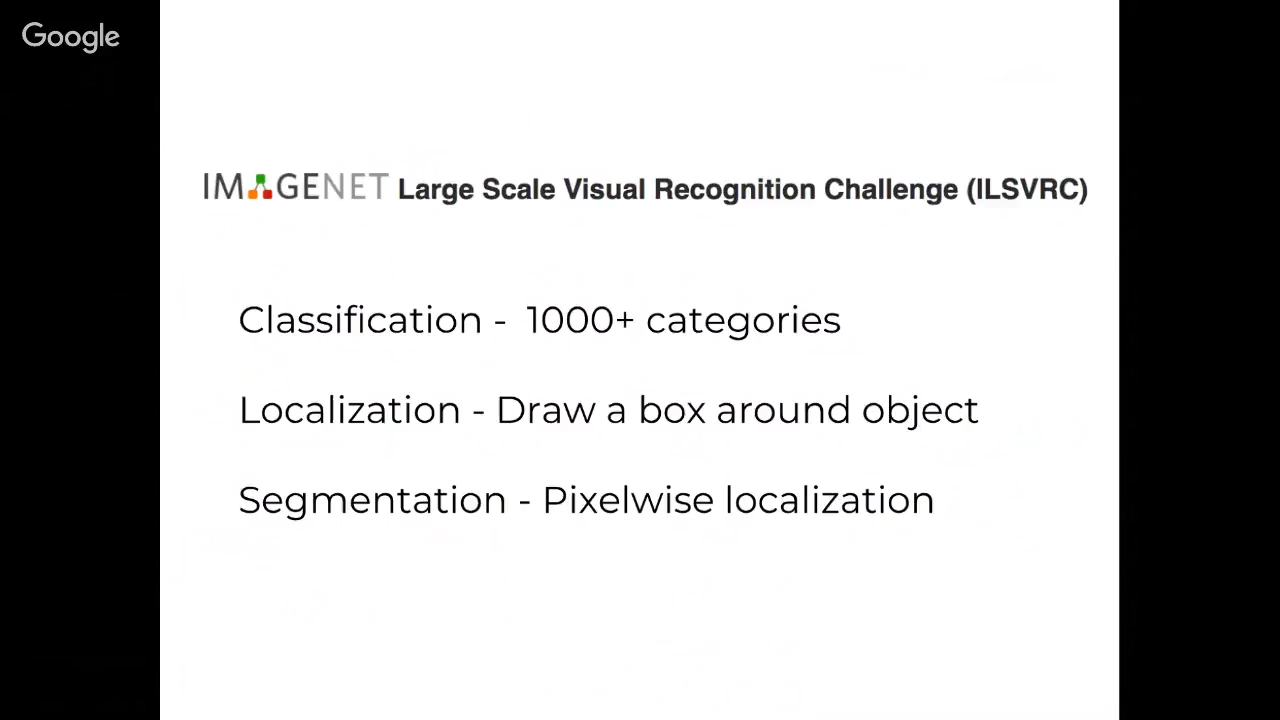 Google
IMAGENET Large Scale Visual Recognition Challenge (ILSVRC)
Classification - 1000+ categories
Localization - Draw a box around object
Segmentation - Pixelwise localization